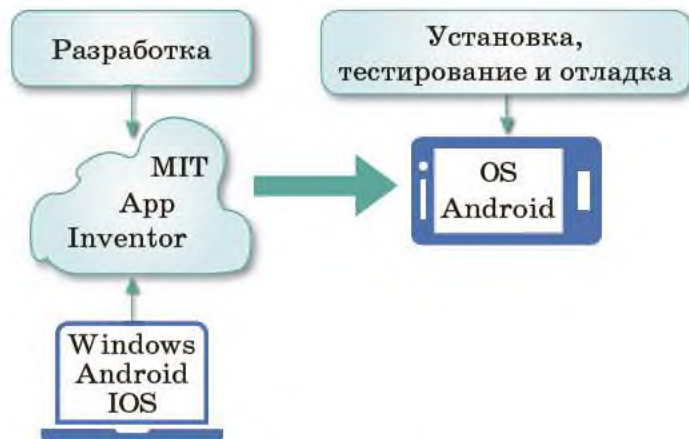 Разработка
Установка,
тестирование и отладка
MIT
App
Inventor
OS
Android
Windows
Android
IOS